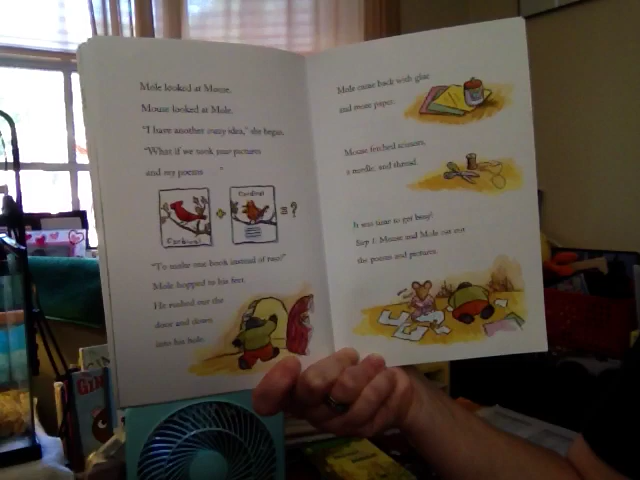 Mole looked at Mouse.
Mouse looked at Mole.
"I have another crazy idea," she began.
"What if we took your pictures
and my poems
Cardinal
+
Cardinal
= ?
"To make one book instead of two?"
Mole hopped to his feet.
He rushed out the
door and down
into his hole.
Mole came back with glue
and more paper.
Mouse fetched scissors,
a needle, and thread.
It was time to get busy!
Step 1: Mouse and Mole cut out
the poems and pictures.